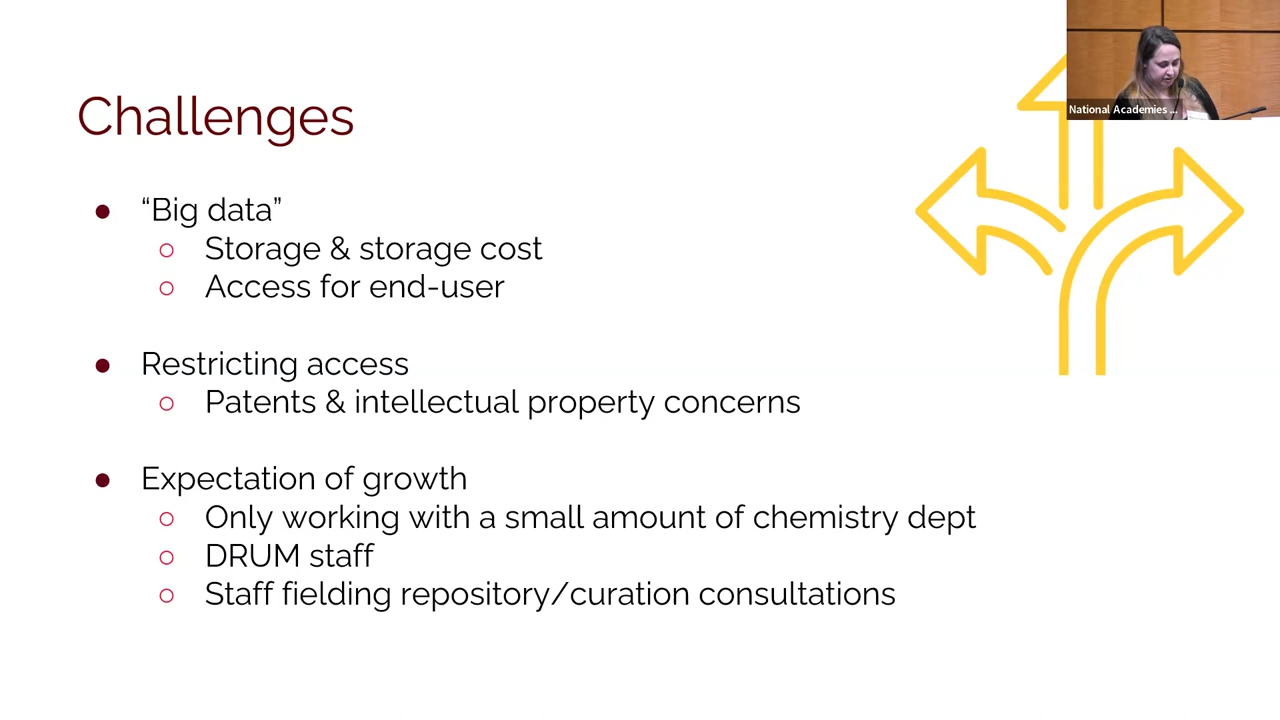 National Academies ...
Challenges
● “Big data”
○ Storage & storage cost
○ Access for end-user
● Restricting access
○ Patents & intellectual property concerns
● Expectation of growth
○ Only working with a small amount of chemistry dept
○ DRUM staff
○ Staff fielding repository/curation consultations